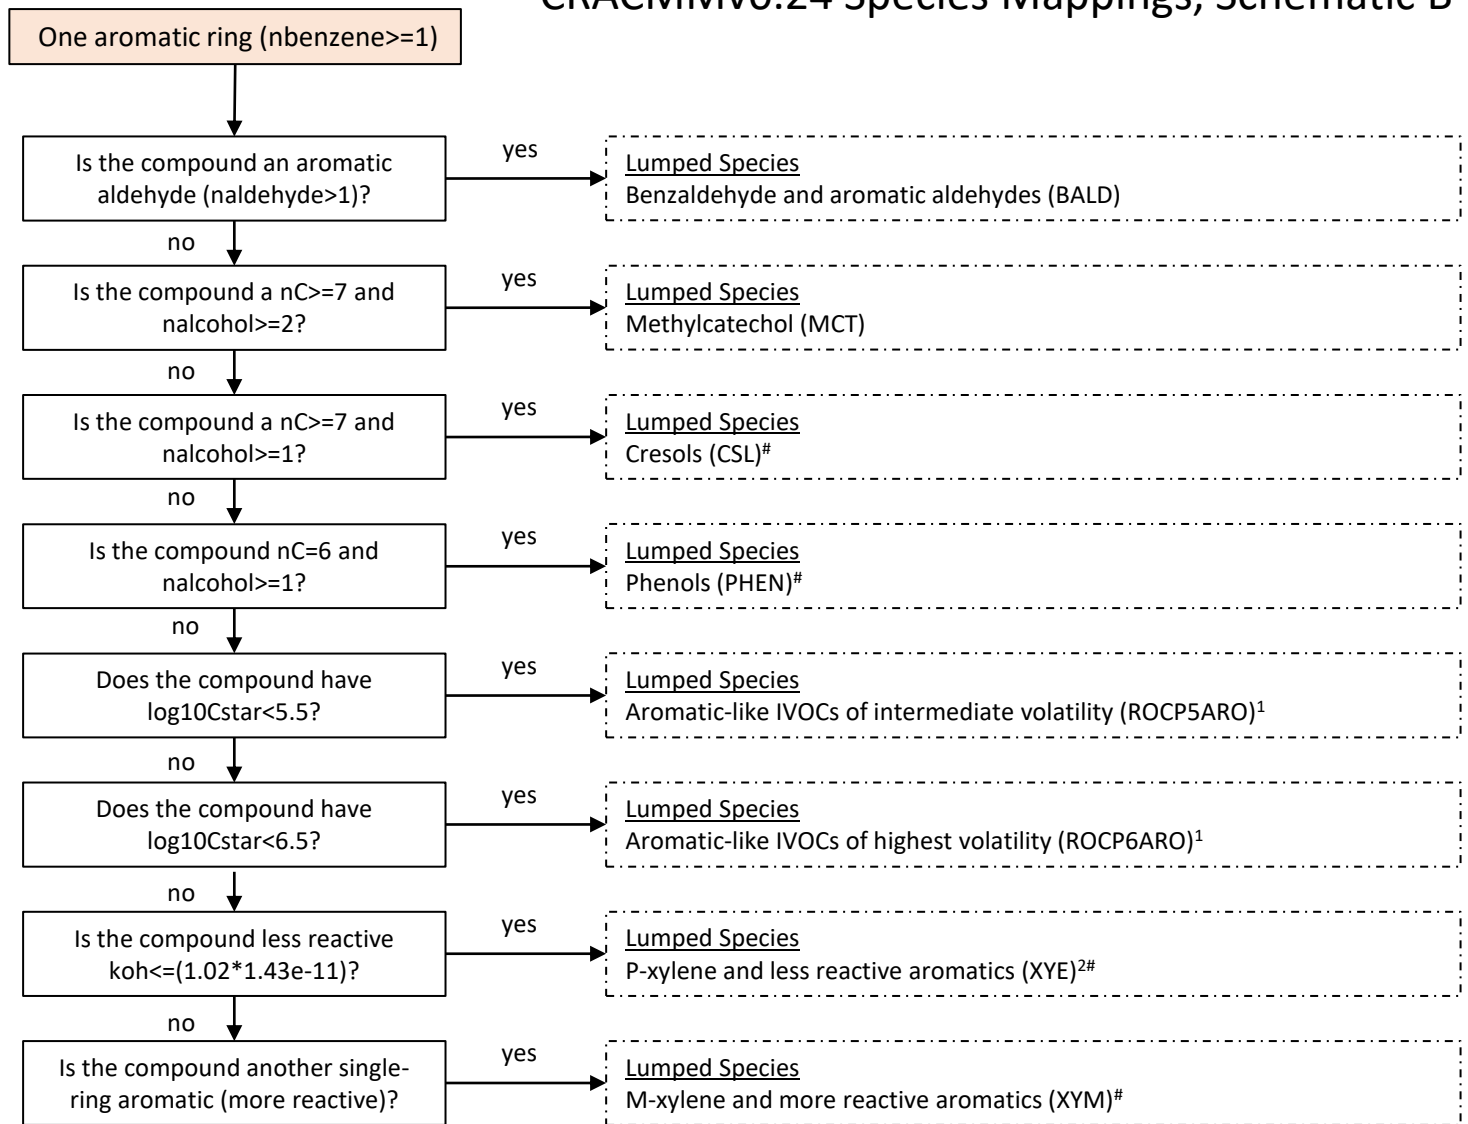 CRACMMv0.24 Species Mappings, Schematic B
One aromatic ring (nbenzene>=1)
Is the compound an aromatic
aldehyde (naldehyde>1)?
yes
Lumped Species
Benzaldehyde and aromatic aldehydes (BALD)
no
Is the compound a nC>=7 and
nalcohol>=2?
yes
Lumped Species
Methylcatechol (MCT)
no
Is the compound a nC>=7 and
nalcohol>=1?
yes
Lumped Species
Cresols (CSL)#
no
Is the compound nC=6 and
nalcohol>=1?
yes
Lumped Species
Phenols (PHEN)#
no
Does the compound have
log10Cstar<5.5?
yes
Lumped Species
Aromatic-like IVOCs of intermediate volatility (ROCP5ARO)1
no
Does the compound have
log10Cstar<6.5?
yes
Lumped Species
Aromatic-like IVOCs of highest volatility (ROCP6ARO)1
no
Is the compound less reactive
koh<=(1.02*1.43e-11)?
yes
Lumped Species
P-xylene and less reactive aromatics (XYE)2#
no
Is the compound another single-
ring aromatic (more reactive)?
yes
Lumped Species
M-xylene and more reactive aromatics (XYM)#